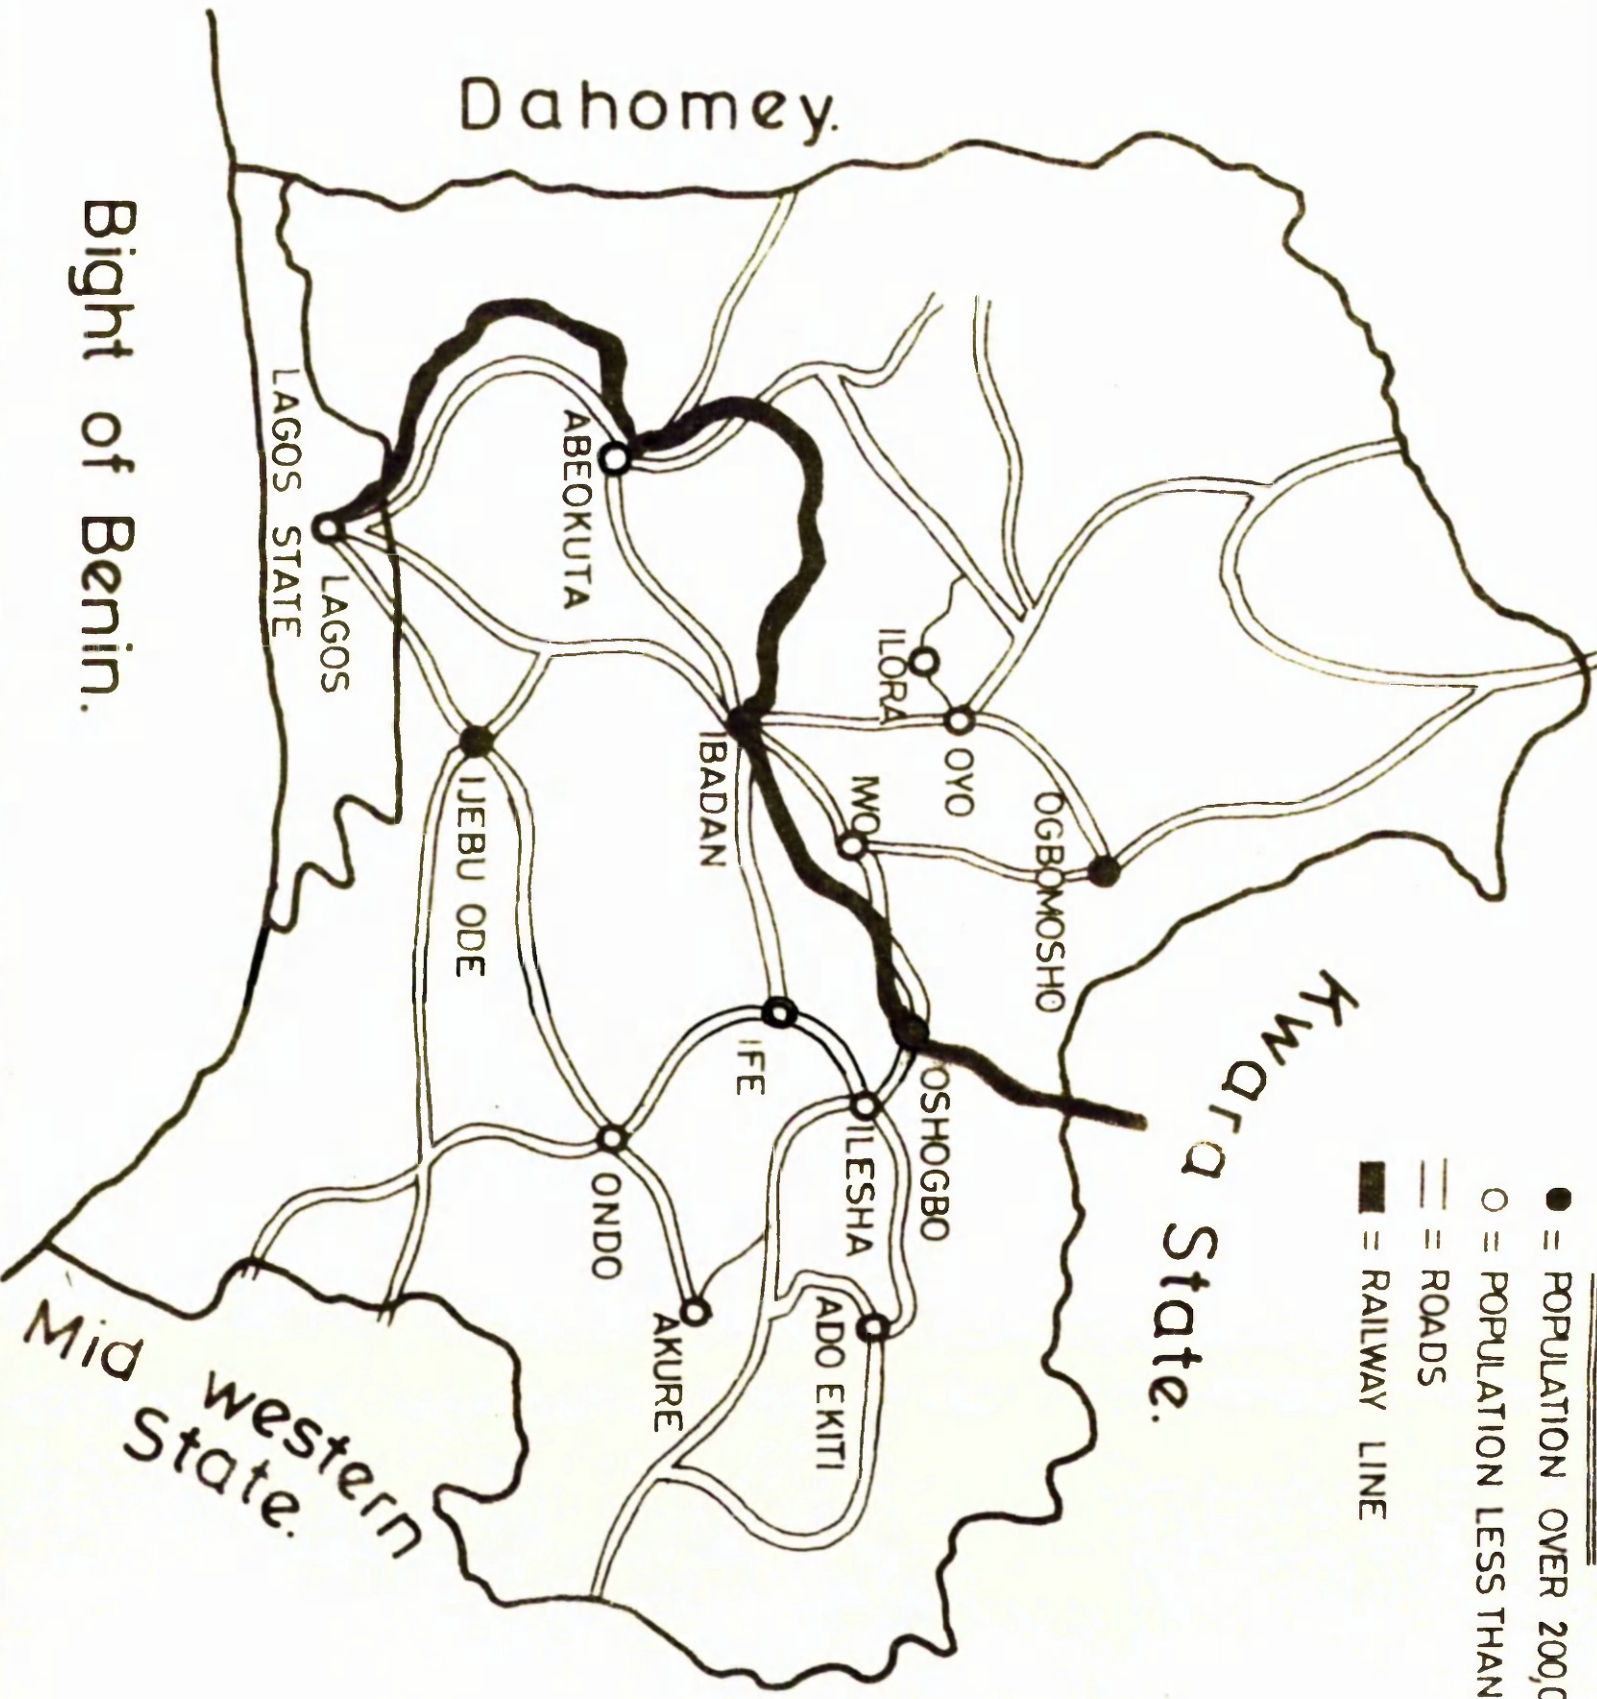 = POPULATION OVER 200,0
= POPULATION LESS THAN
= ROADS
= RAILWAY LINE
Kwara State.
Dahomey.
OGBOMOSHO
OYO
ILORA
IWO
OSHOGBO
ILESHA
ADO EKITI
IBADAN
IFE
AKURE
ONDO
ABEOKUTA
IJEBU ODE
LAGOS
LAGOS STATE
Bight of Benin.
Mid western
State.